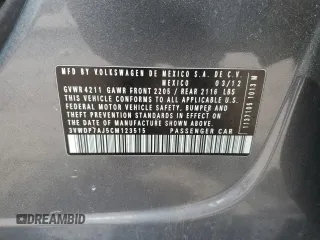 MFD BY VOLKSWAGEN DE MEXICO S.A. DE C.V.
MEXICO 03/12
GVWR 4211 GAWR FRONT 2205 / REAR 2116 LBS
THIS VEHICLE CONFORMS TO ALL APPLICABLE U.S.
FEDERAL MOTOR VEHICLE SAFETY, BUMPER, AND
THEFT PREVENTION STANDARDS IN EFFECT ON THE
DATE OF MANUFACTURE SHOWN ABOVE.
3VWDP7AJ5CM123515 PASSENGER CAR
DREAMBID